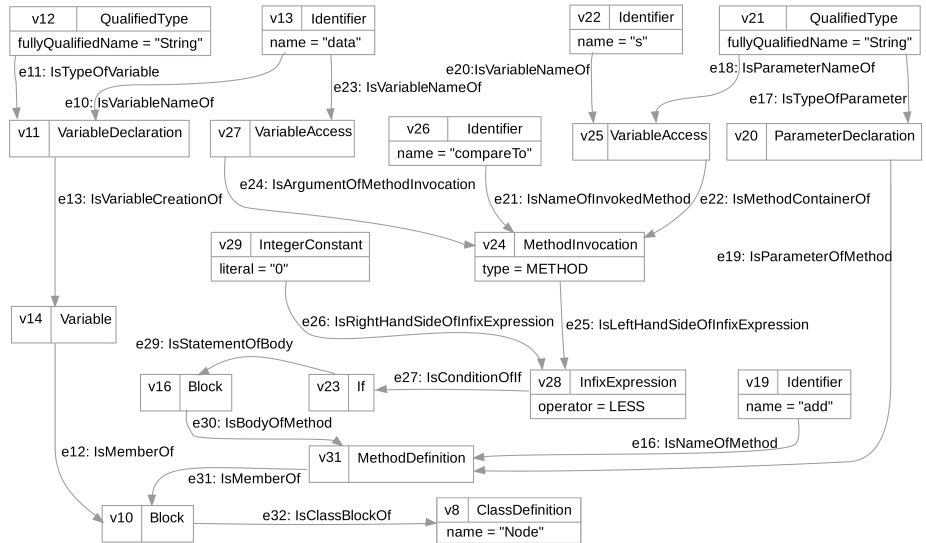 v12 QualifiedType
fullyQualifiedName = "String"
v13 Identifier
name = "data"
v22 Identifier
name = "s"
v21 QualifiedType
fullyQualifiedName = "String"
e11: IsTypeOfVariable
e20:IsVariableNameOf
e18: IsParameterNameOf
e10: IsVariableNameOf
e23: IsVariableNameOf
e17: IsTypeOfParameter
v11 VariableDeclaration
v27 VariableAccess
v26 Identifier
name = "compareTo"
v25 VariableAccess
v20 ParameterDeclaration
e24: IsArgumentOfMethodInvocation
e13: IsVariableCreationOf
e21: IsNameOfInvokedMethod
e22: IsMethodContainerOf
v29 IntegerConstant
literal = "0"
v24 MethodInvocation
type = METHOD
e19: IsParameterOfMethod
v14 Variable
e26: IsRightHandSideOfInfixExpression
e25: IsLeftHandSideOfInfixExpression
e29: IsStatementOfBody
v16 Block
v23 If
e27: IsConditionOfIf
v28 InfixExpression
operator = LESS
v19 Identifier
name = "add"
e30: IsBodyOfMethod
e16: IsNameOfMethod
e12: IsMemberOf
v31 MethodDefinition
e31: IsMemberOf
v10 Block
e32: IsClassBlockOf
v8 ClassDefinition
name = "Node"